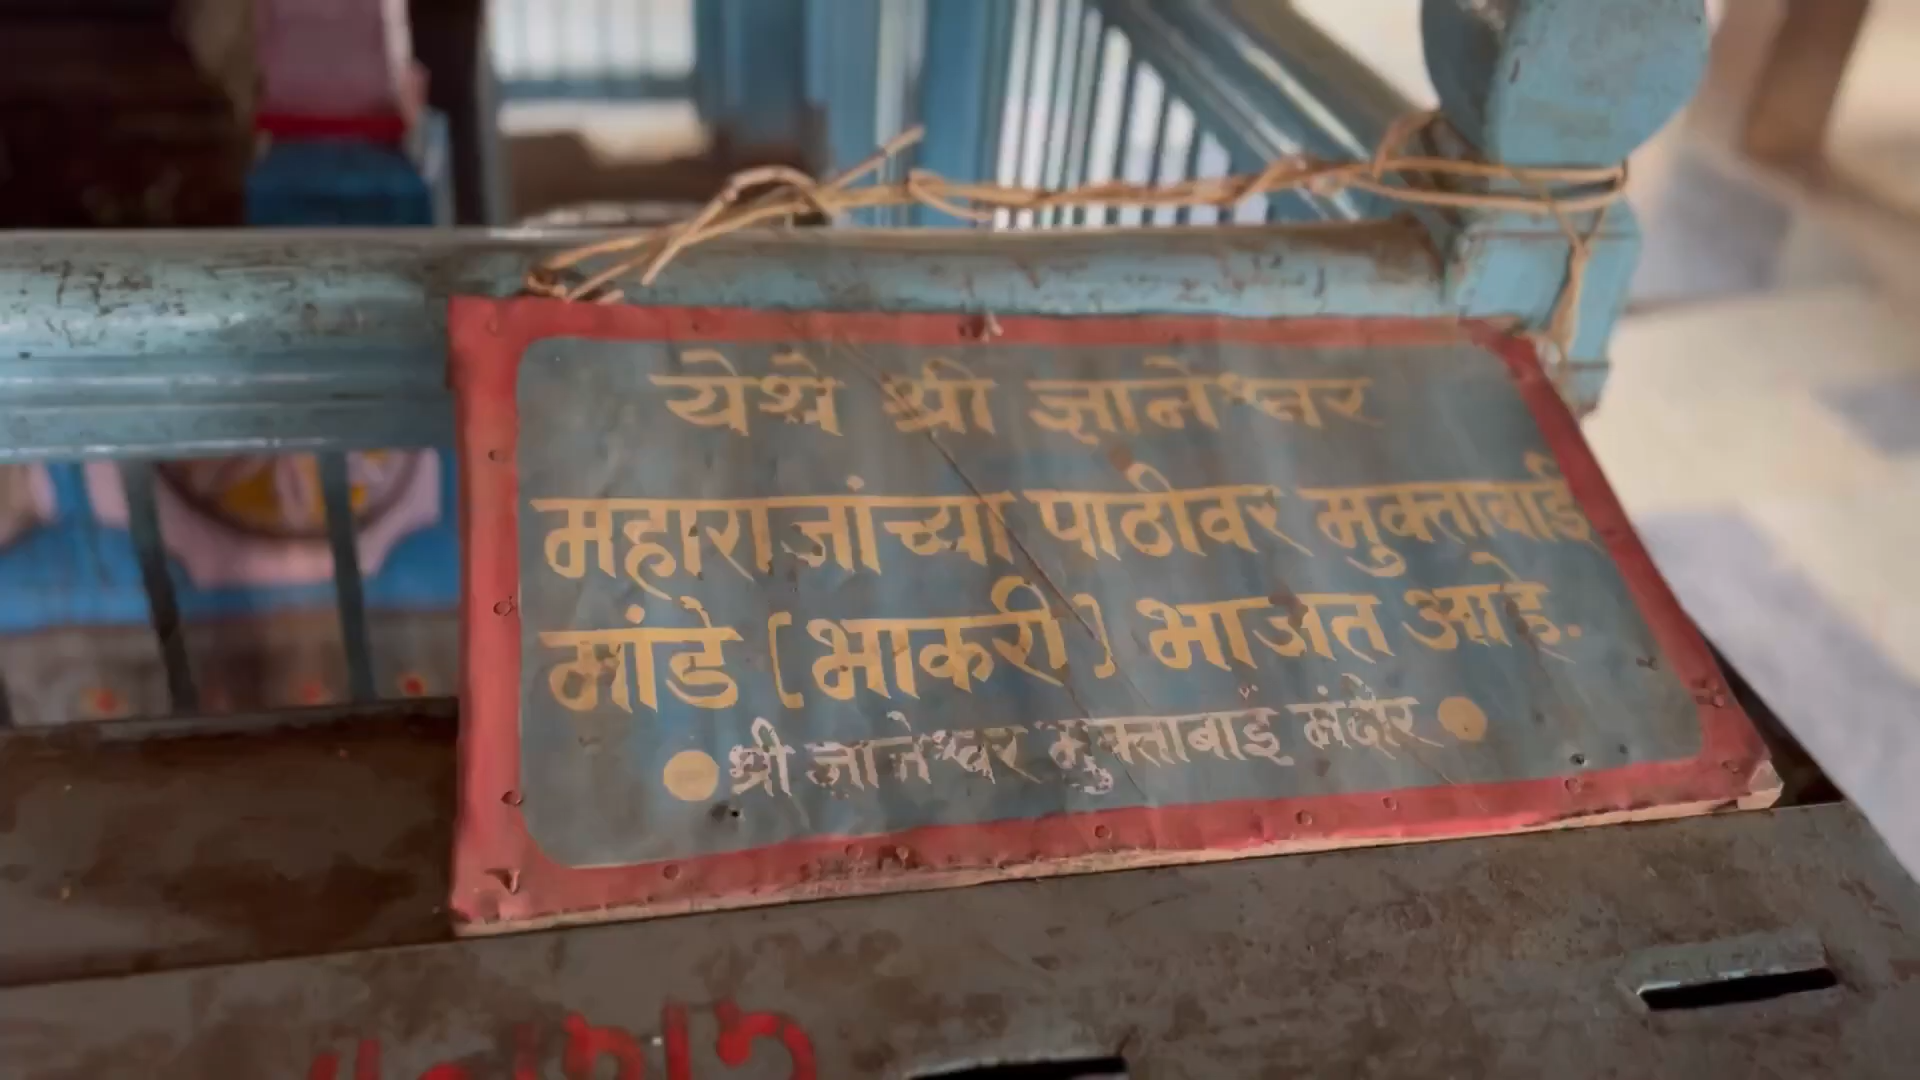 येथे श्री ज्ञानेश्वर
महाराजांच्या पाठीवर मुक्ताबाई
मांडे (भाकरी) भाजत आहे.
श्री ज्ञानेश्वर मुक्ताबाई मंदीर